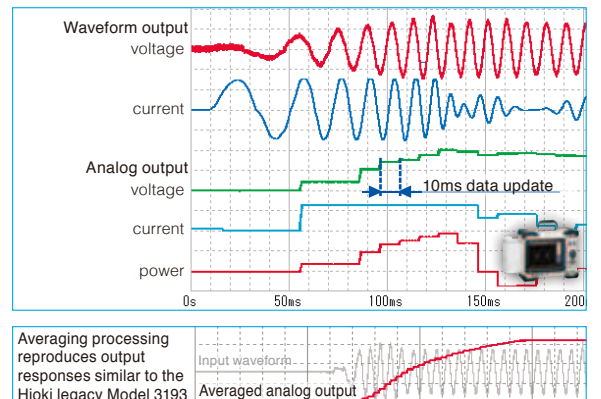 Waveform output
voltage
current
Analog output
voltage
10ms data update
current
power
0s 50ms 100ms 150ms 200
Averaging processing
reproduces output
responses similar to the
Hioki legacy Model 3193
Input waveform
Averaged analog output